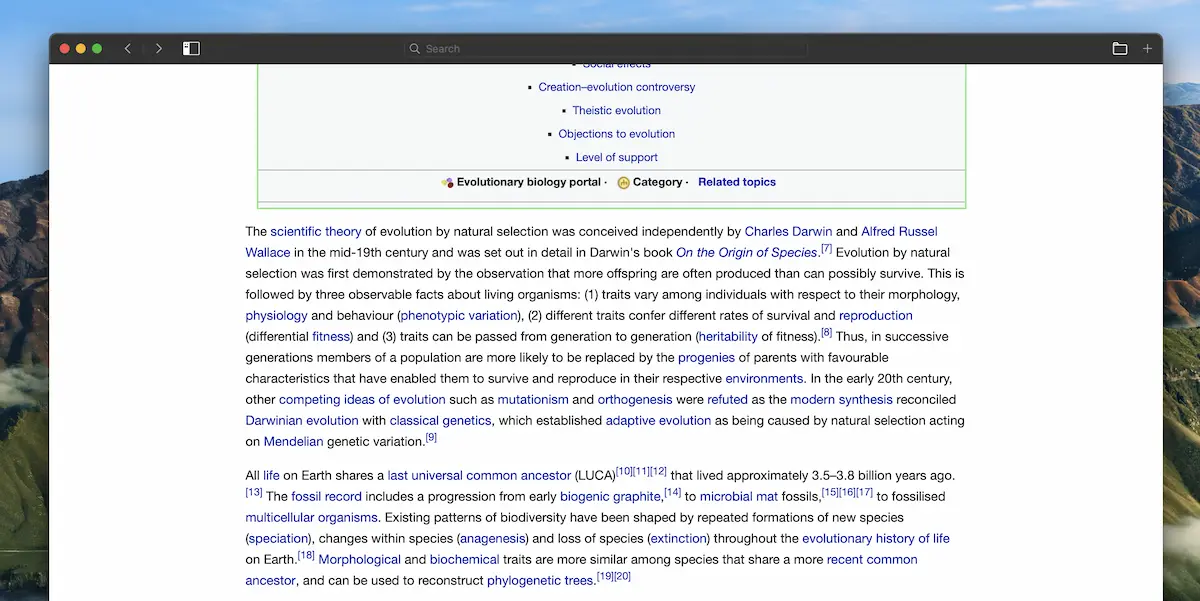 Search
Social effects
Creation–evolution controversy
Theistic evolution
Objections to evolution
Level of support
Evolutionary biology portal · Category · Related topics
The scientific theory of evolution by natural selection was conceived independently by Charles Darwin and Alfred Russel
Wallace in the mid-19th century and was set out in detail in Darwin's book On the Origin of Species.[7] Evolution by natural
selection was first demonstrated by the observation that more offspring are often produced than can possibly survive. This is
followed by three observable facts about living organisms: (1) traits vary among individuals with respect to their morphology,
physiology and behaviour (phenotypic variation), (2) different traits confer different rates of survival and reproduction
(differential fitness) and (3) traits can be passed from generation to generation (heritability of fitness).[8] Thus, in successive
generations members of a population are more likely to be replaced by the progenies of parents with favourable
characteristics that have enabled them to survive and reproduce in their respective environments. In the early 20th century,
other competing ideas of evolution such as mutationism and orthogenesis were refuted as the modern synthesis reconciled
Darwinian evolution with classical genetics, which established adaptive evolution as being caused by natural selection acting
on Mendelian genetic variation.[9]
All life on Earth shares a last universal common ancestor (LUCA)[10][11][12] that lived approximately 3.5–3.8 billion years ago.
[13] The fossil record includes a progression from early biogenic graphite,[14] to microbial mat fossils,[15][16][17] to fossilised
multicellular organisms. Existing patterns of biodiversity have been shaped by repeated formations of new species
(speciation), changes within species (anagenesis) and loss of species (extinction) throughout the evolutionary history of life
on Earth.[18] Morphological and biochemical traits are more similar among species that share a more recent common
ancestor, and can be used to reconstruct phylogenetic trees.[19][20]